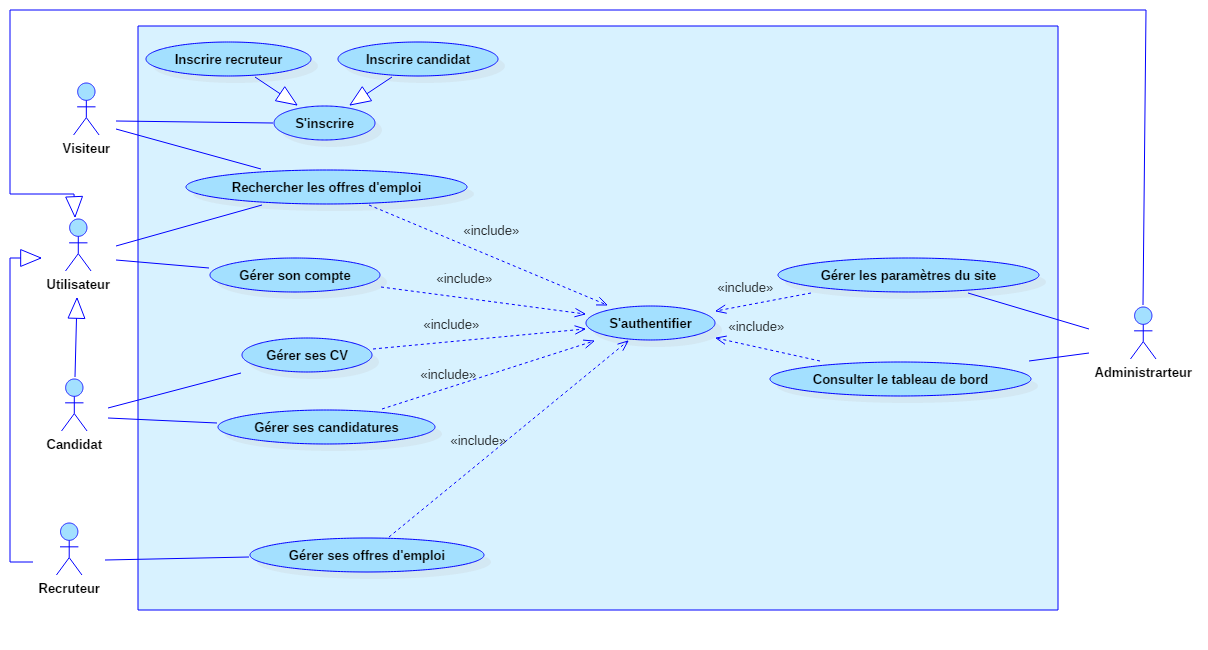 Inscrire recruteur
Inscrire candidat
S'inscrire
Visiteur
Rechercher les offres d'emploi
«include»
Utilisateur
Gérer son compte
«include»
Gérer les paramètres du site
«include»
«include»
S'authentifier
«include»
Gérer ses CV
Administrarteur
«include»
Consulter le tableau de bord
Candidat
Gérer ses candidatures
«include»
Gérer ses offres d'emploi
Recruteur